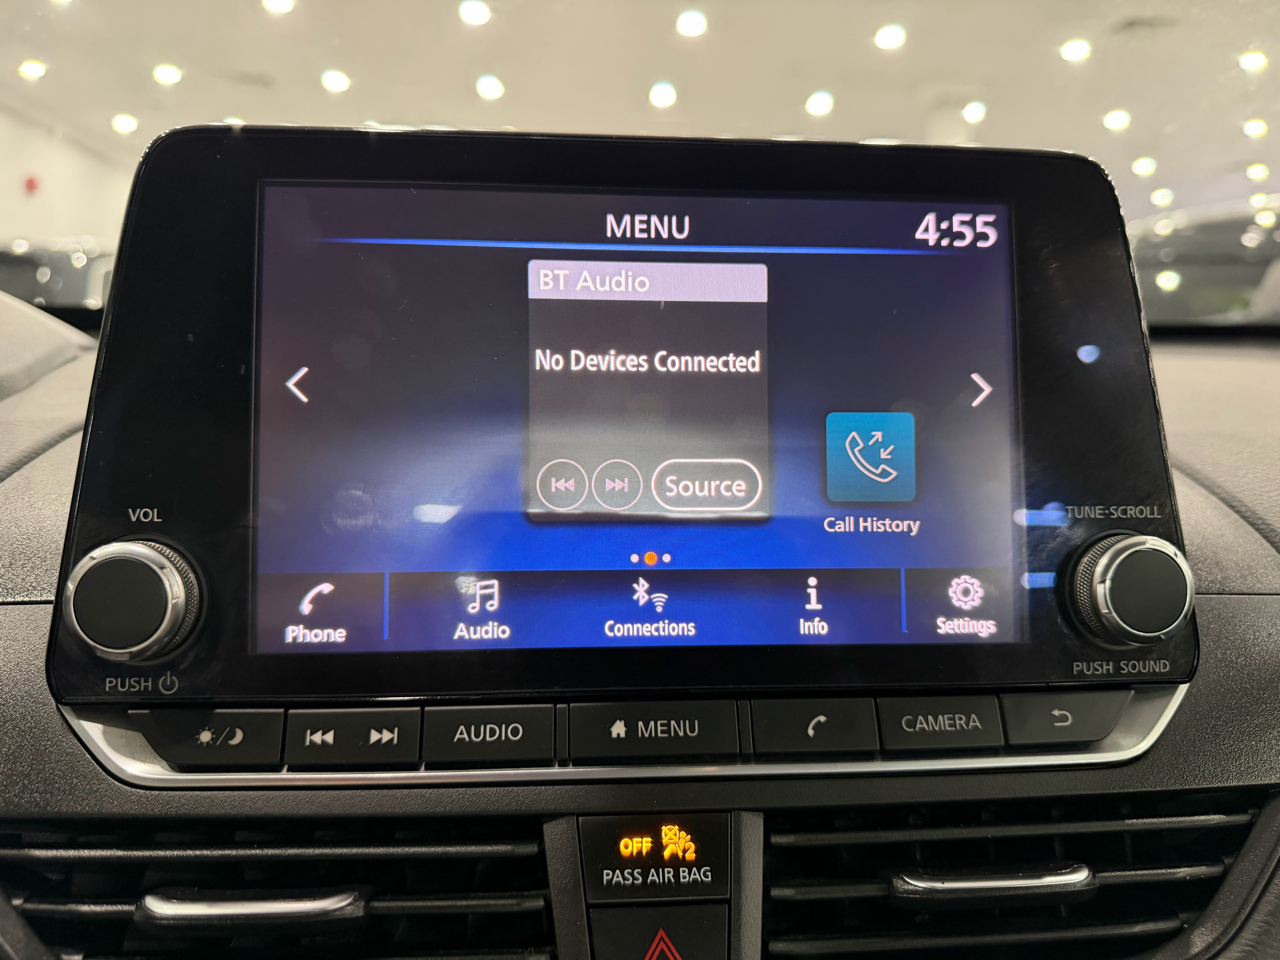 MENU
4:55
BT Audio
No Devices Connected
Source
Call History
Phone
Audio
Connections
Info
Settings
VOL
PUSH
TUNE·SCROLL
PUSH SOUND
AUDIO
MENU
CAMERA
OFF 2
PASS AIR BAG